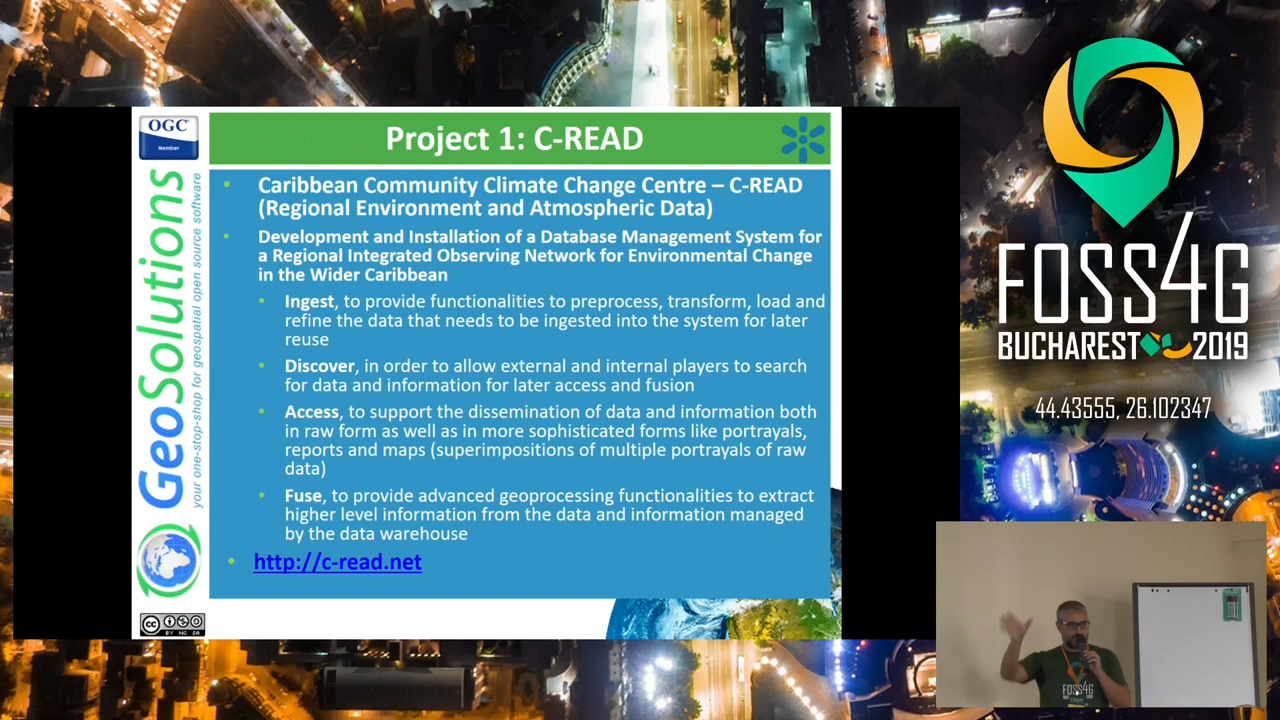 OGC
Member
Project 1: C-READ
GeoSolutions
your one-stop-shop for geospatial open source software
• Caribbean Community Climate Change Centre – C-READ
(Regional Environment and Atmospheric Data)
• Development and Installation of a Database Management System for
a Regional Integrated Observing Network for Environmental Change
in the Wider Caribbean
• Ingest, to provide functionalities to preprocess, transform, load and
refine the data that needs to be ingested into the system for later
reuse
• Discover, in order to allow external and internal players to search
for data and information for later access and fusion
• Access, to support the dissemination of data and information both
in raw form as well as in more sophisticated forms like portrayals,
reports and maps (superimpositions of multiple portrayals of raw
data)
• Fuse, to provide advanced geoprocessing functionalities to extract
higher level information from the data and information managed
by the data warehouse
• http://c-read.net
cc
BY NC SA
FOSS4G
BUCHAREST 2019
44.43555, 26.102347
FOSS4G